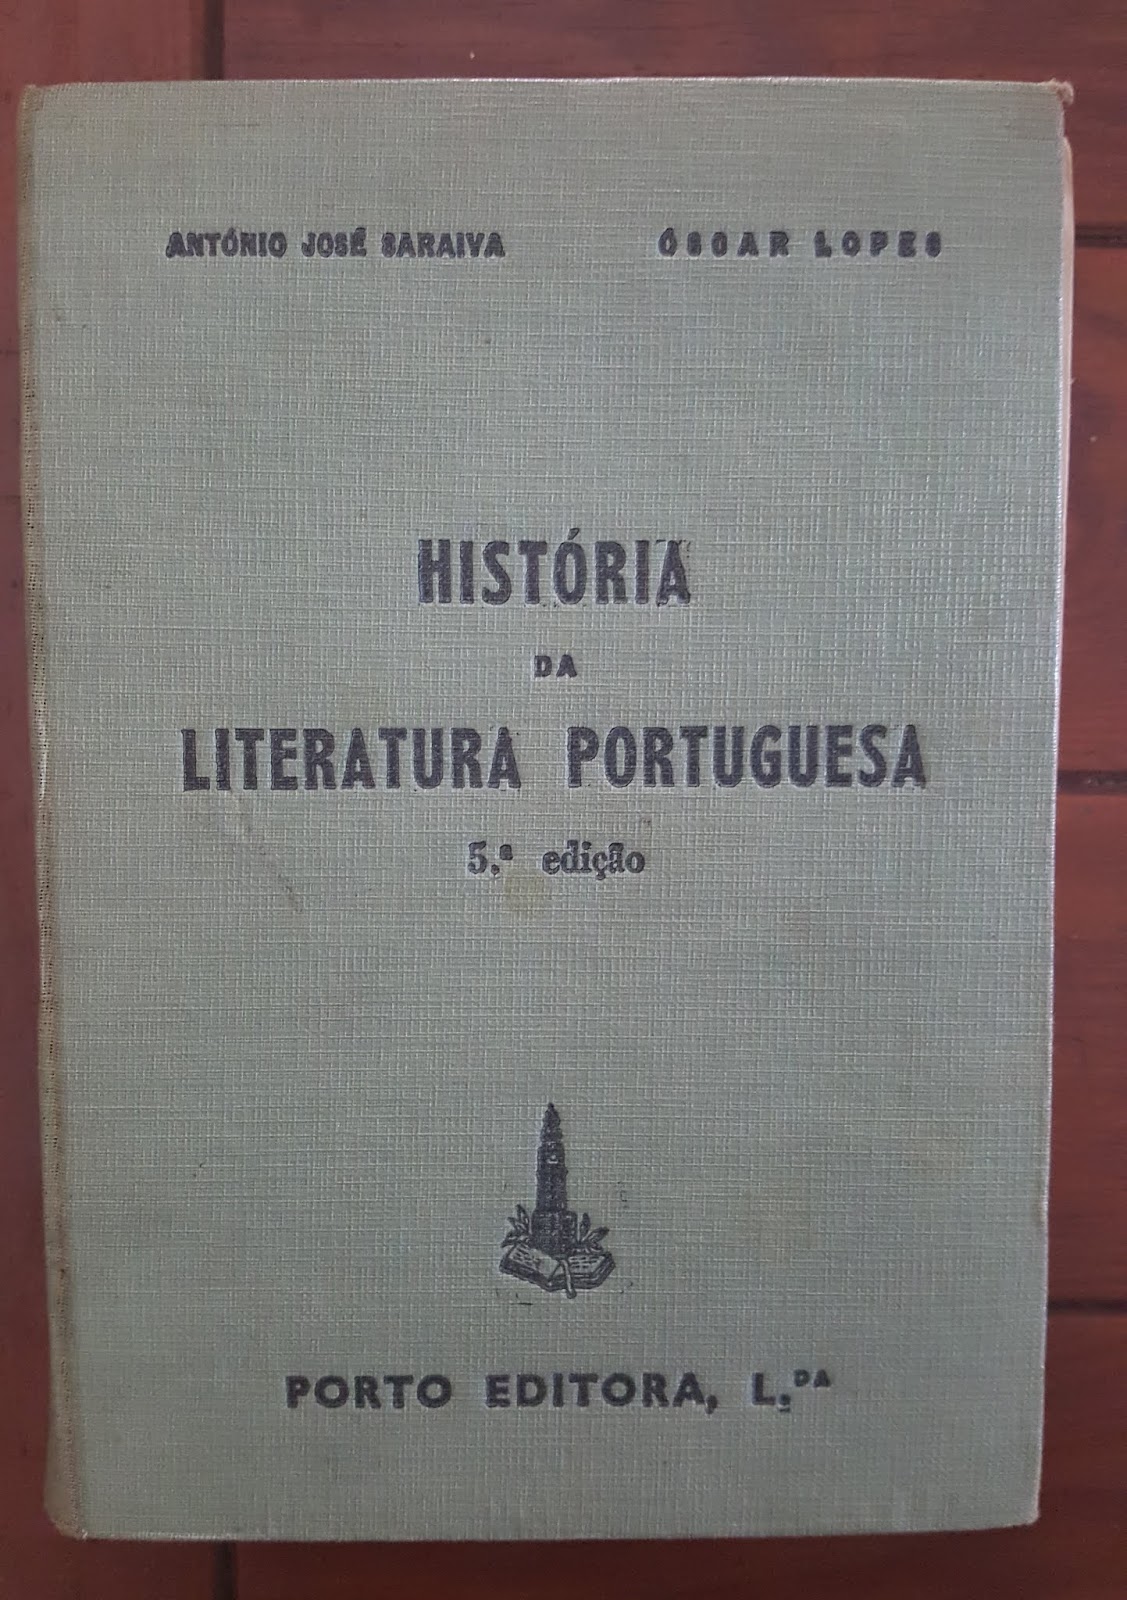 ANTÓNIO JOSÉ SARAIVA ÓSCAR LOPES
HISTÓRIA
DA
LITERATURA PORTUGUESA
5.ª edição
PORTO EDITORA, L.DA